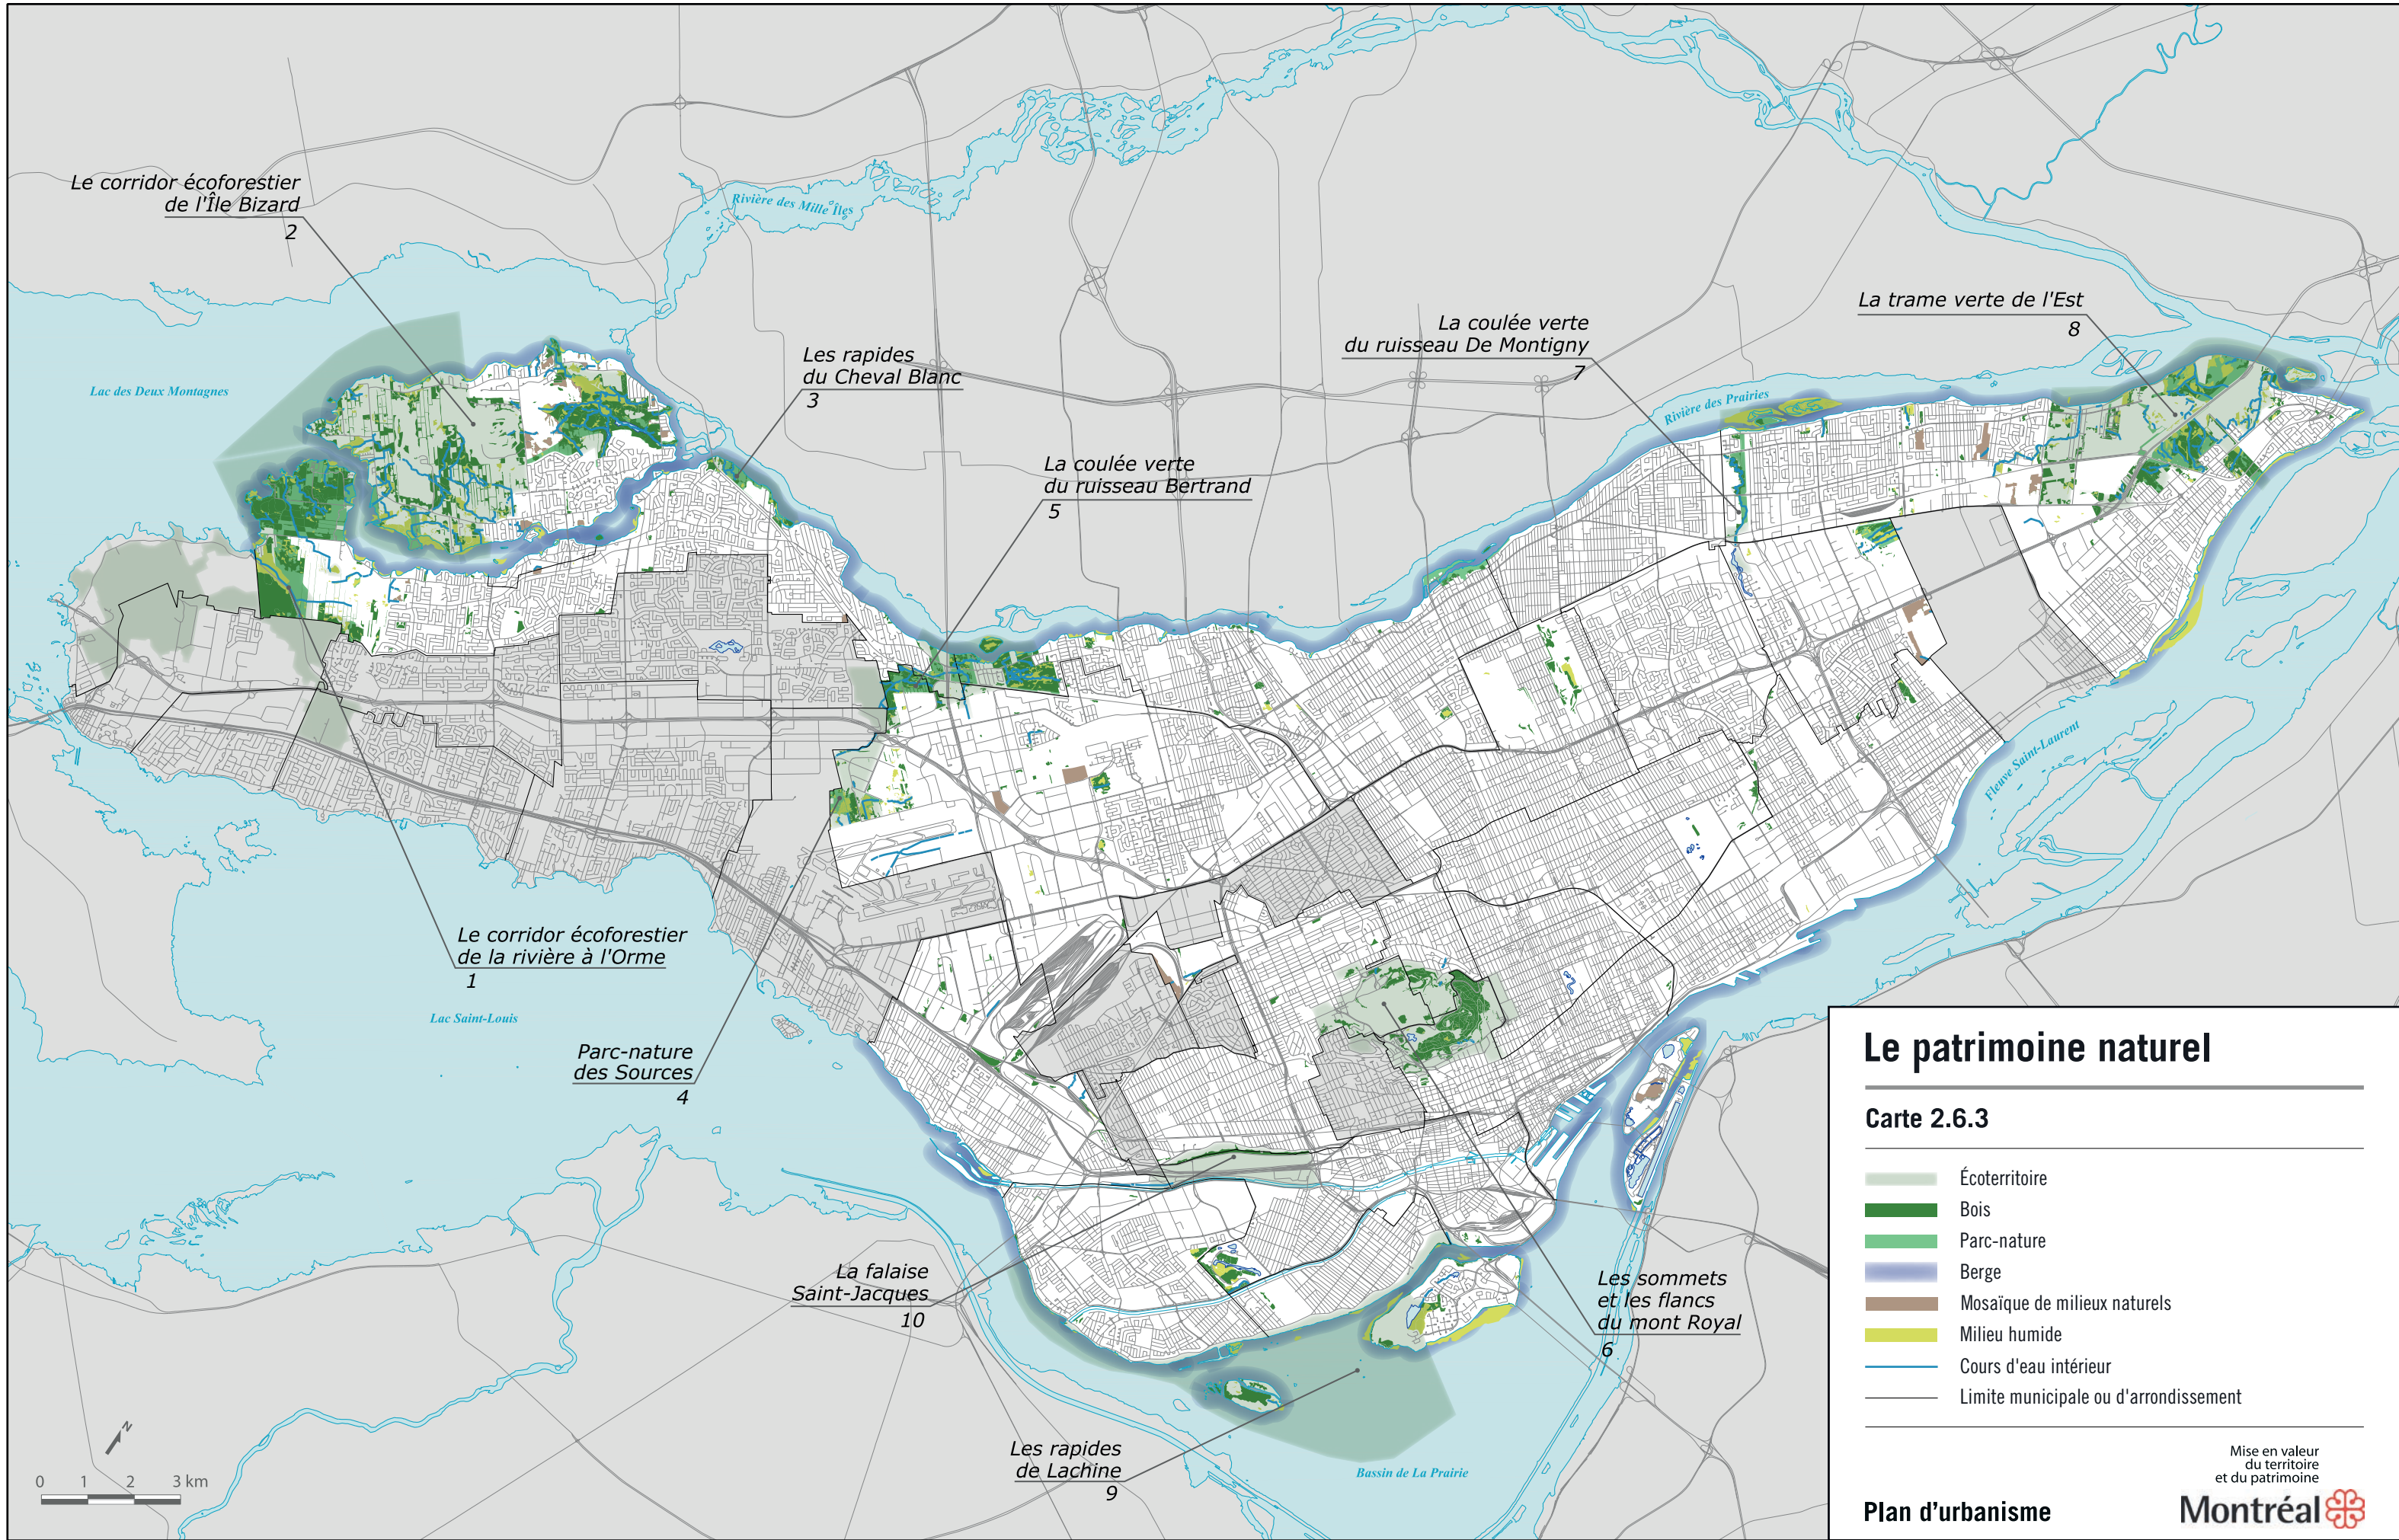 Le corridor écoforestier
de l'Île Bizard
2
Rivière des Mille Îles
Lac des Deux Montagnes
Les rapides
du Cheval Blanc
3
La coulée verte
du ruisseau Bertrand
5
La coulée verte
du ruisseau De Montigny
7
La trame verte de l'Est
8
Rivière des Prairies
Fleuve Saint-Laurent
Le corridor écoforestier
de la rivière à l'Orme
1
Lac Saint-Louis
Parc-nature
des Sources
4
La falaise
Saint-Jacques
10
Les sommets
et les flancs
du mont Royal
6
Les rapides
de Lachine
9
Bassin de La Prairie
N
0 1 2 3 km
Le patrimoine naturel
Carte 2.6.3
Écoterritoire
Bois
Parc-nature
Berge
Mosaïque de milieux naturels
Milieu humide
Cours d'eau intérieur
Limite municipale ou d'arrondissement
Mise en valeur
du territoire
et du patrimoine
Plan d'urbanisme
Montréal